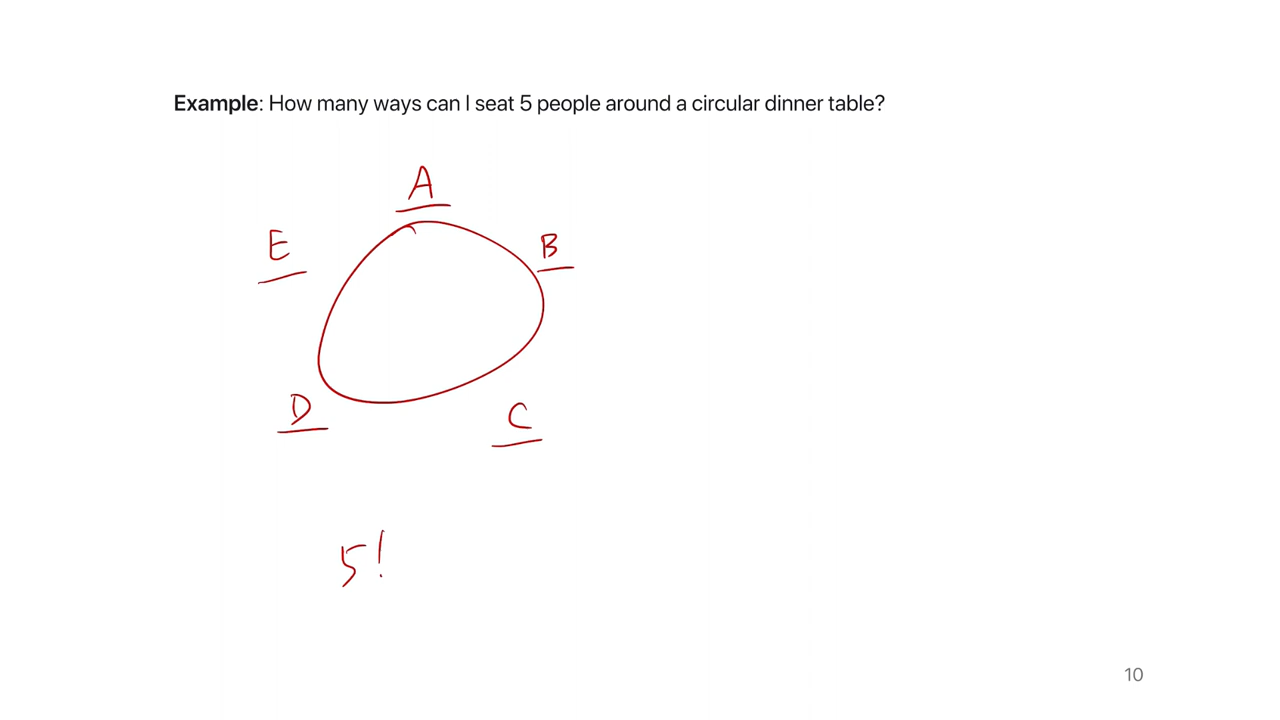 Example: How many ways can I seat 5 people around a circular dinner table?
A
E
B
D
C
5!
10